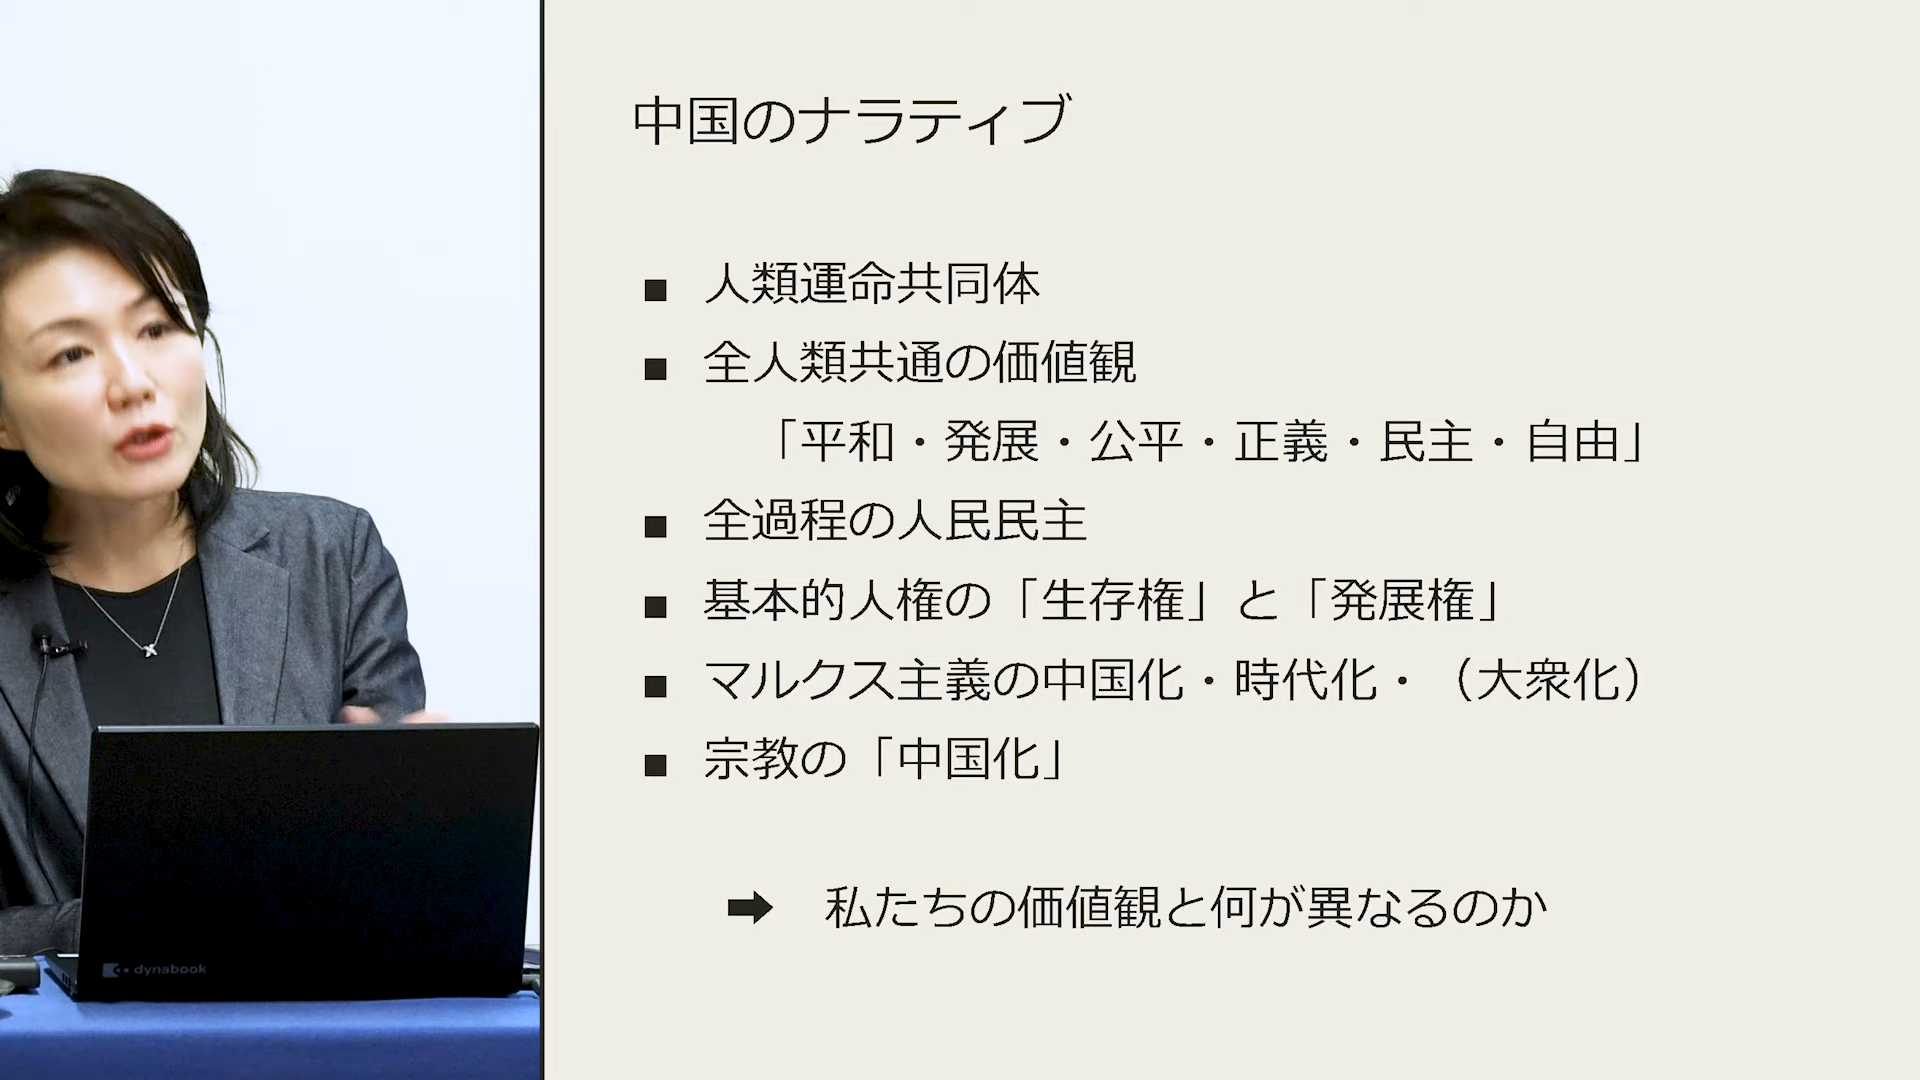 中国のナラティブ
■ 人類運命共同体
■ 全人類共通の価値観
「平和・発展・公平・正義・民主・自由」
■ 全過程の人民民主
■ 基本的人権の「生存権」と「発展権」
■ マルクス主義の中国化・時代化・（大衆化）
■ 宗教の「中国化」
➡ 私たちの価値観と何が異なるのか
dynabook